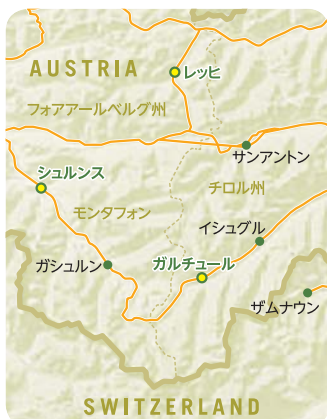 AUSTRIA
レッヒ
フォアアールベルグ州
サンアントン
シュルンス
チロル州
モンタフォン
イシュグル
ガシュルン
ガルチュール
ザムナウン
SWITZERLAND